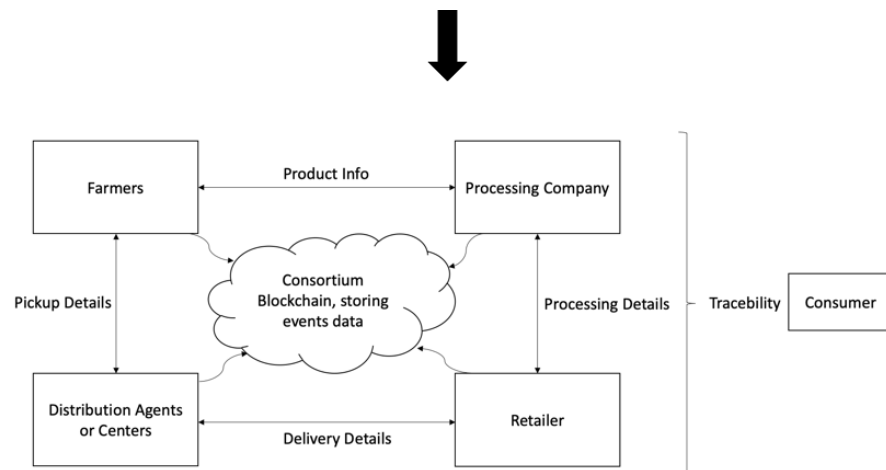 Farmers
Product Info
Processing Company
Consortium
Blockchain, storing
events data
Pickup Details
Processing Details
Tracebility
Consumer
Distribution Agents
or Centers
Delivery Details
Retailer